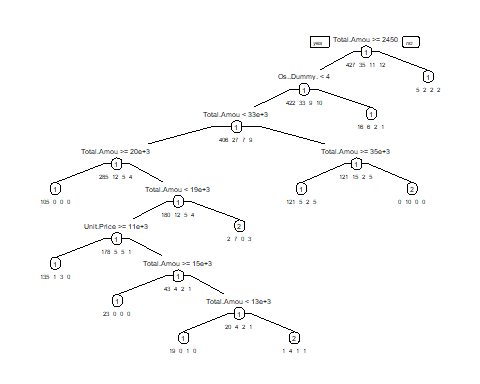 yes Total.Amou >= 2450 no
1
427 35 11 12
Os..Dummy. < 4
1
1
422 33 9 10
5 2 2 2
Total.Amou < 33e+3
1
1
406 27 7 9
16 6 2 1
Total.Amou >= 20e+3
Total.Amou >= 35e+3
1
1
285 12 5 4
121 15 2 5
Total.Amou < 19e+3
1
1
1
2
105 0 0 0
180 12 5 4
121 5 2 5
0 10 0 0
Unit.Price >= 11e+3
1
2
178 5 5 1
2 7 0 3
Total.Amou >= 15e+3
1
1
135 1 3 0
43 4 2 1
Total.Amou < 13e+3
1
1
23 0 0 0
20 4 2 1
1
2
19 0 1 0
1 4 1 1